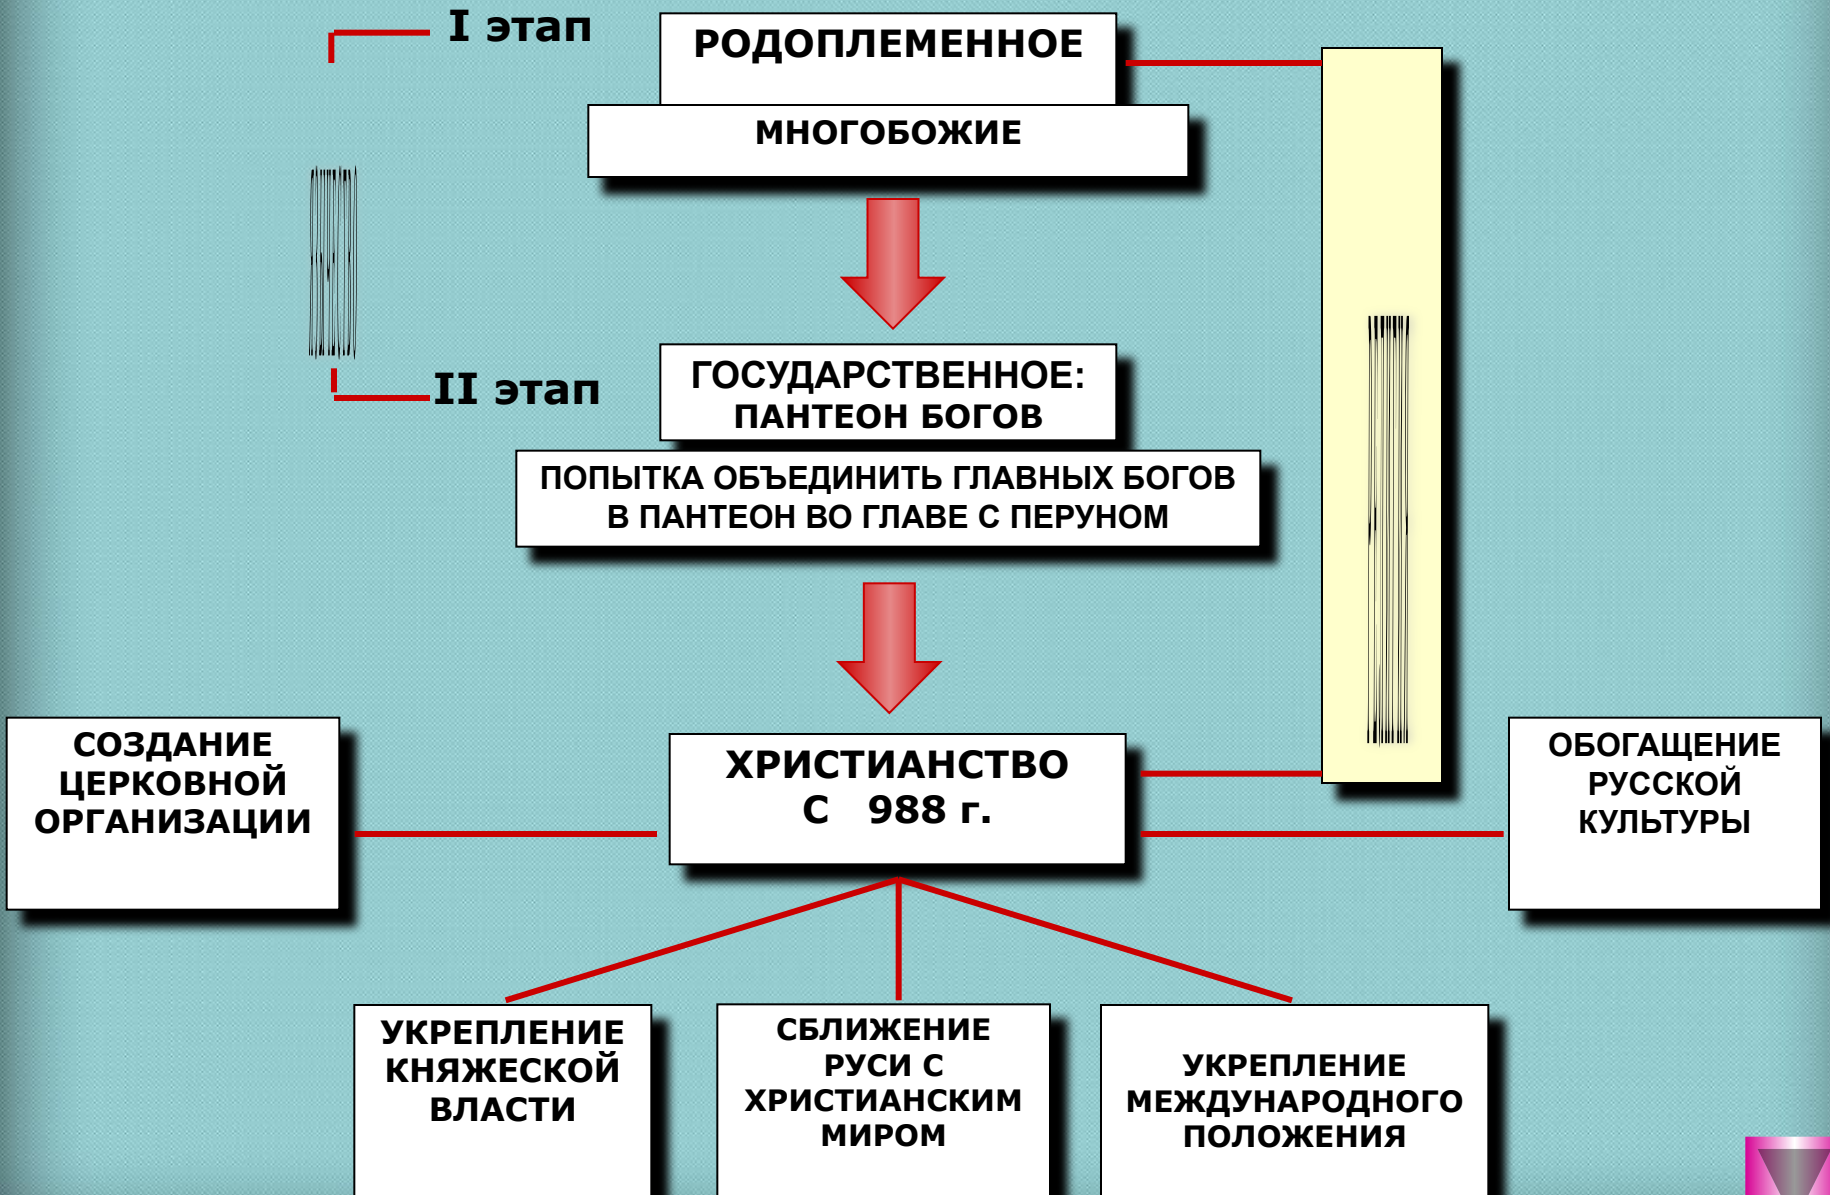 I этап
РОДОПЛЕМЕННОЕ
МНОГОБОЖИЕ
II этап
ГОСУДАРСТВЕННОЕ:
ПАНТЕОН БОГОВ
ПОПЫТКА ОБЪЕДИНИТЬ ГЛАВНЫХ БОГОВ
В ПАНТЕОН ВО ГЛАВЕ С ПЕРУНОМ
СОЗДАНИЕ
ЦЕРКОВНОЙ
ОРГАНИЗАЦИИ
ХРИСТИАНСТВО
С 988 г.
ОБОГАЩЕНИЕ
РУССКОЙ
КУЛЬТУРЫ
УКРЕПЛЕНИЕ
КНЯЖЕСКОЙ
ВЛАСТИ
СБЛИЖЕНИЕ
РУСИ С
ХРИСТИАНСКИМ
МИРОМ
УКРЕПЛЕНИЕ
МЕЖДУНАРОДНОГО
ПОЛОЖЕНИЯ